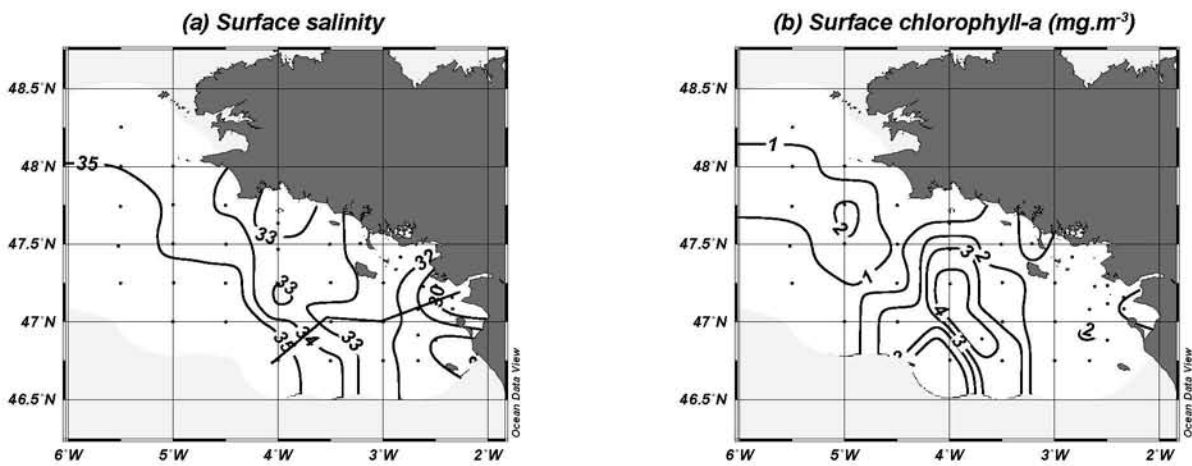 (a) Surface salinity
48.5°N
48°N
47.5°N
47°N
46.5°N
6°W
5°W
4°W
3°W
2°W
35
33
33
32
30
35
34
33
Ocean Data View
(b) Surface chlorophyll-a (mg.m-3)
48.5°N
48°N
47.5°N
47°N
46.5°N
6°W
5°W
4°W
3°W
2°W
1
2
1
3
2
4
3
2
Ocean Data View